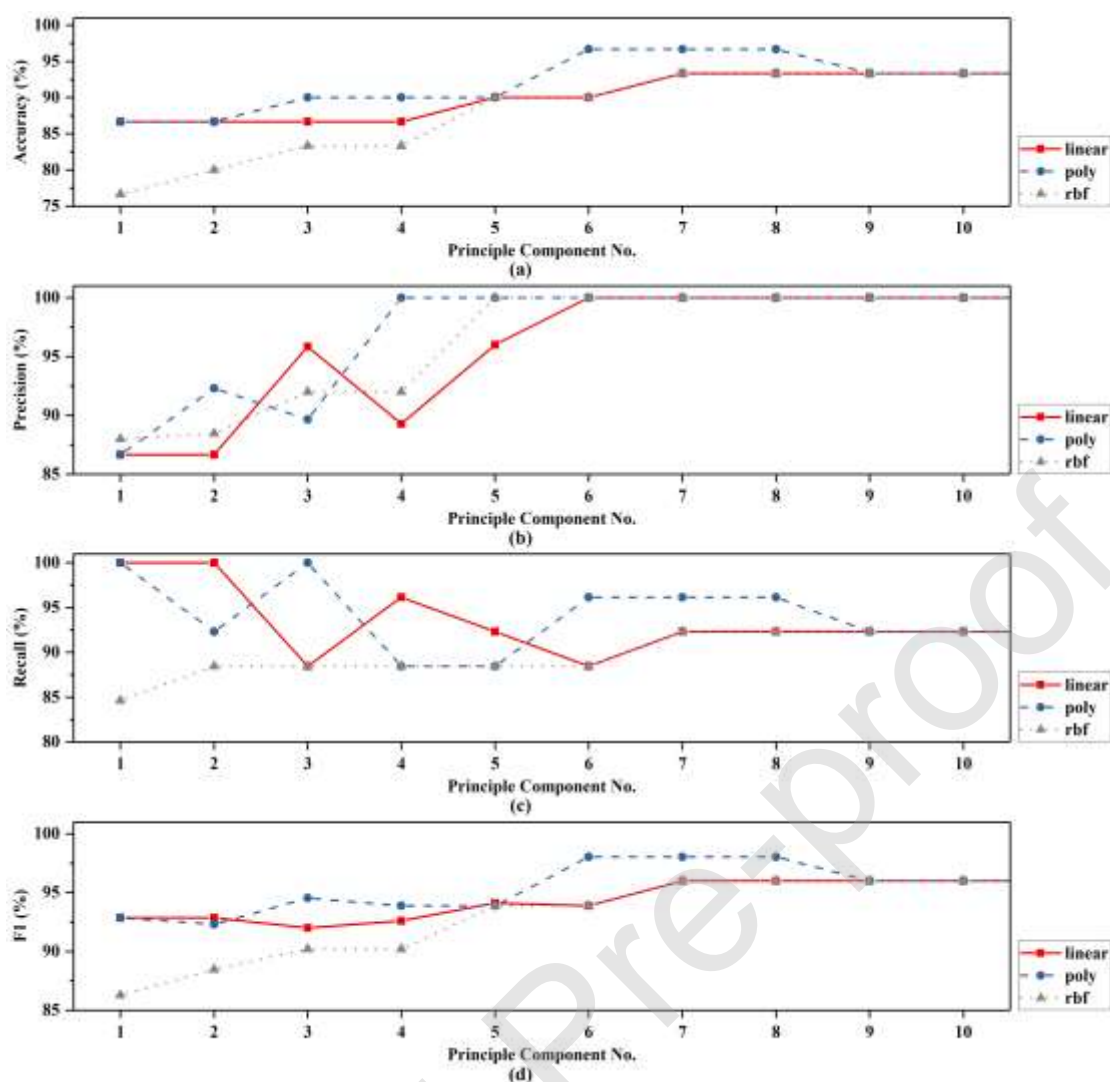 100
95
90
85
80
75
Accuracy (%)
1 2 3 4 5 6 7 8 9 10
Principle Component No.
(a)
linear
poly
rbf
100
95
90
85
Precision (%)
1 2 3 4 5 6 7 8 9 10
Principle Component No.
(b)
linear
poly
rbf
100
95
90
85
80
Recall (%)
1 2 3 4 5 6 7 8 9 10
Principle Component No.
(c)
linear
poly
rbf
100
95
90
85
F1 (%)
1 2 3 4 5 6 7 8 9 10
Principle Component No.
(d)
linear
poly
rbf
Pre-proof